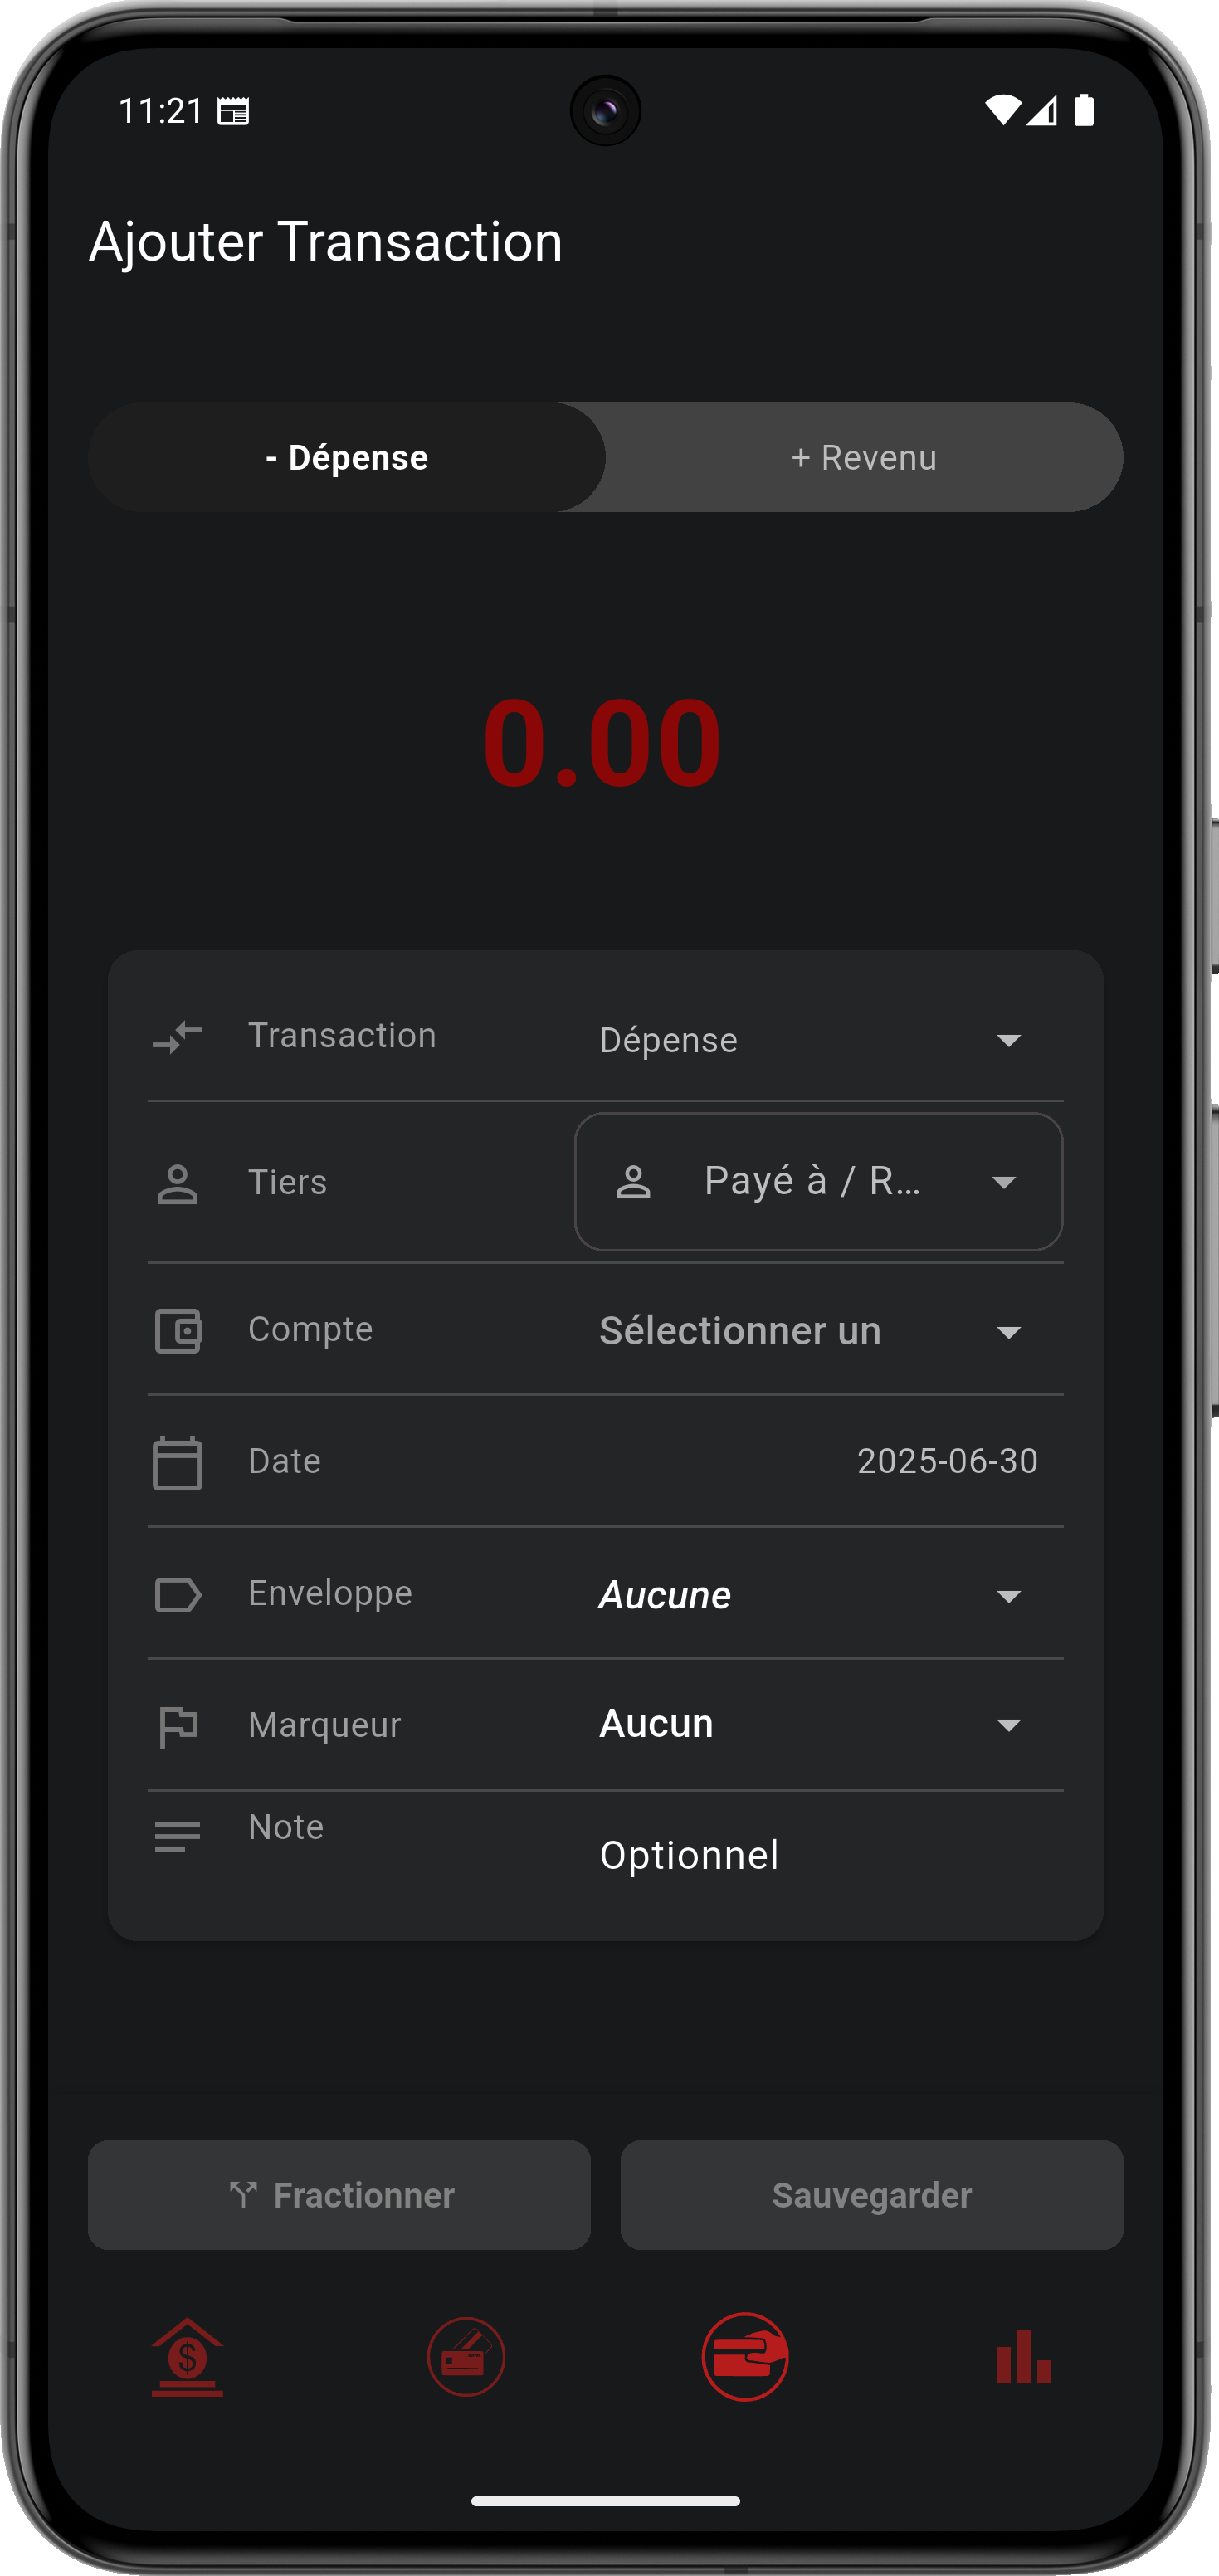 11:21
Ajouter Transaction
- Dépense
+ Revenu
0.00
Transaction Dépense
Tiers Payé à / R...
Compte Sélectionner un
Date 2025-06-30
Enveloppe Aucune
Marqueur Aucun
Note
Optionnel
Fractionner Sauvegarder
$